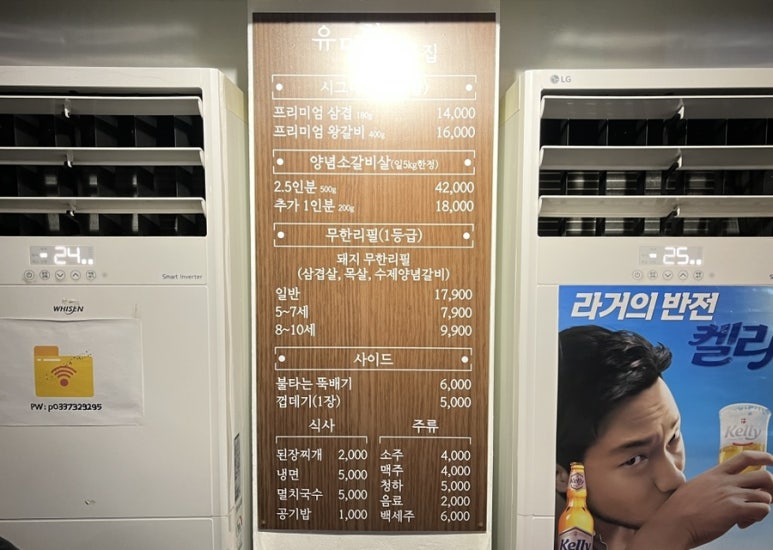 프리미엄 삼겹 180g 14,000
프리미엄 왕갈비 400g 16,000
양념소갈비살(일5kg한정)
2.5인분 500g 42,000
추가 1인분 200g 18,000
무한리필(1등급)
돼지 무한리필
(삼겹살, 목살, 수제양념갈비)
일반 17,900
5~7세 7,900
8~10세 9,900
사이드
불타는 뚝배기 6,000
껍데기(1장) 5,000
식사
된장찌개 2,000
냉면 5,000
멸치국수 5,000
공기밥 1,000
주류
소주 4,000
맥주 4,000
청하 5,000
음료 2,000
백세주 6,000
24
Smart Inverter
WHISEN
PW : p0337329295
LG
25
라거의 반전
켈리
Kelly
Kelly